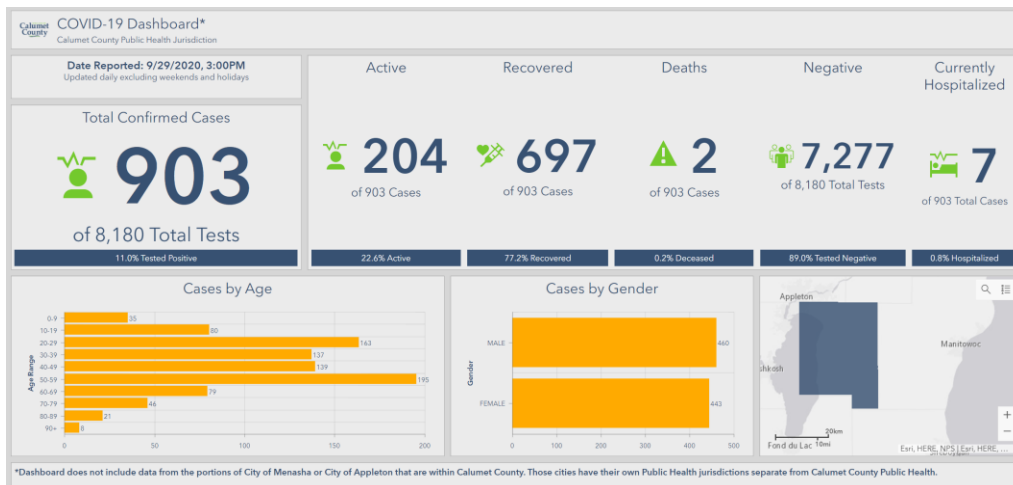 Calumet
County
COVID-19 Dashboard*
Calumet County Public Health Jurisdiction
Date Reported: 9/29/2020, 3:00PM
Updated daily excluding weekends and holidays
Total Confirmed Cases
903
of 8,180 Total Tests
11.0% Tested Positive
Active
204
of 903 Cases
22.6% Active
Recovered
697
of 903 Cases
77.2% Recovered
Deaths
2
of 903 Cases
0.2% Deceased
Negative
7,277
of 8,180 Total Tests
89.0% Tested Negative
Currently
Hospitalized
7
of 903 Total Cases
0.8% Hospitalized
Cases by Age
Age Range
0-9 35
10-19 80
20-29 163
30-39 137
40-49 139
50-59 195
60-69 79
70-79 46
80-89 21
90+ 8
0 50 100 150 200
Cases by Gender
Gender
MALE 460
FEMALE 443
0 100 200 300 400 500
Appleton
Manitowoc
hkosh
Fond du Lac
20km
10mi
+
−
Esri, HERE, NPS | Esri, HERE, ...
*Dashboard does not include data from the portions of City of Menasha or City of Appleton that are within Calumet County. Those cities have their own Public Health jurisdictions separate from Calumet County Public Health.